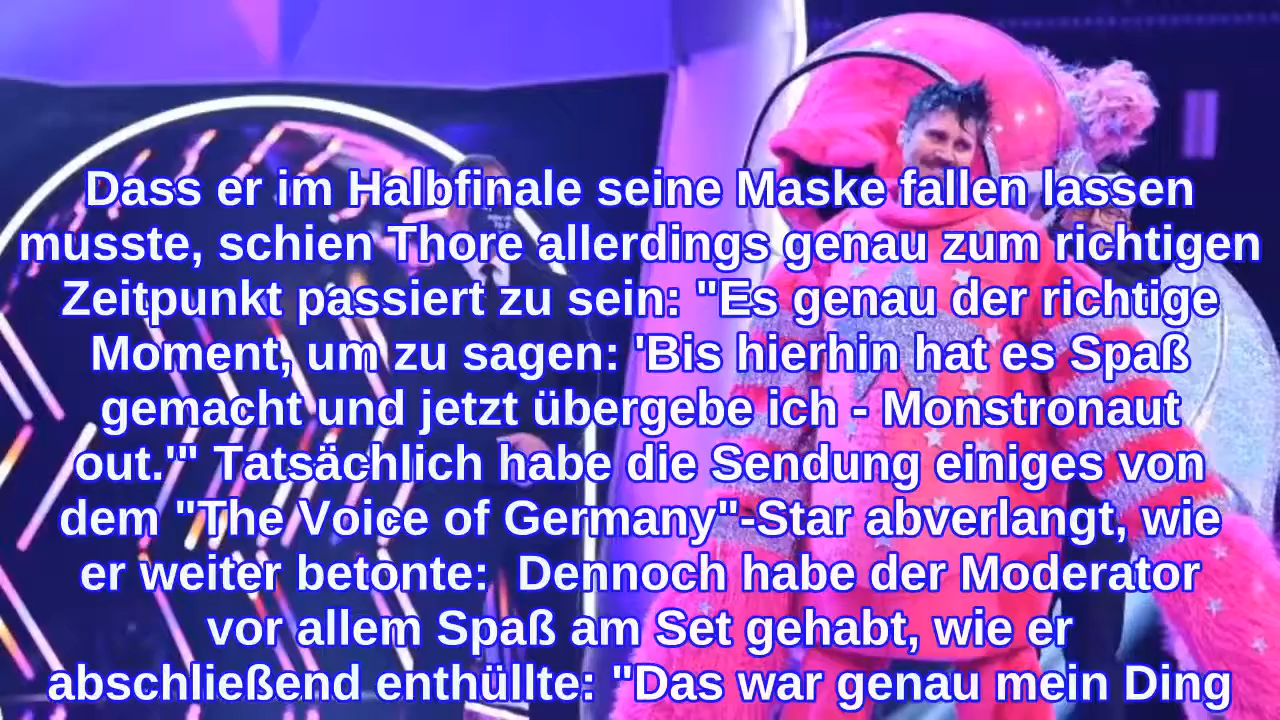 Dass er im Halbfinale seine Maske fallen lassen
musste, schien Thore allerdings genau zum richtigen
Zeitpunkt passiert zu sein: "Es genau der richtige
Moment, um zu sagen: 'Bis hierhin hat es Spaß
gemacht und jetzt übergebe ich - Monstronaut
out.'" Tatsächlich habe die Sendung einiges von
dem "The Voice of Germany"-Star abverlangt, wie
er weiter betonte:  Dennoch habe der Moderator
vor allem Spaß am Set gehabt, wie er
abschließend enthüllte: "Das war genau mein Ding